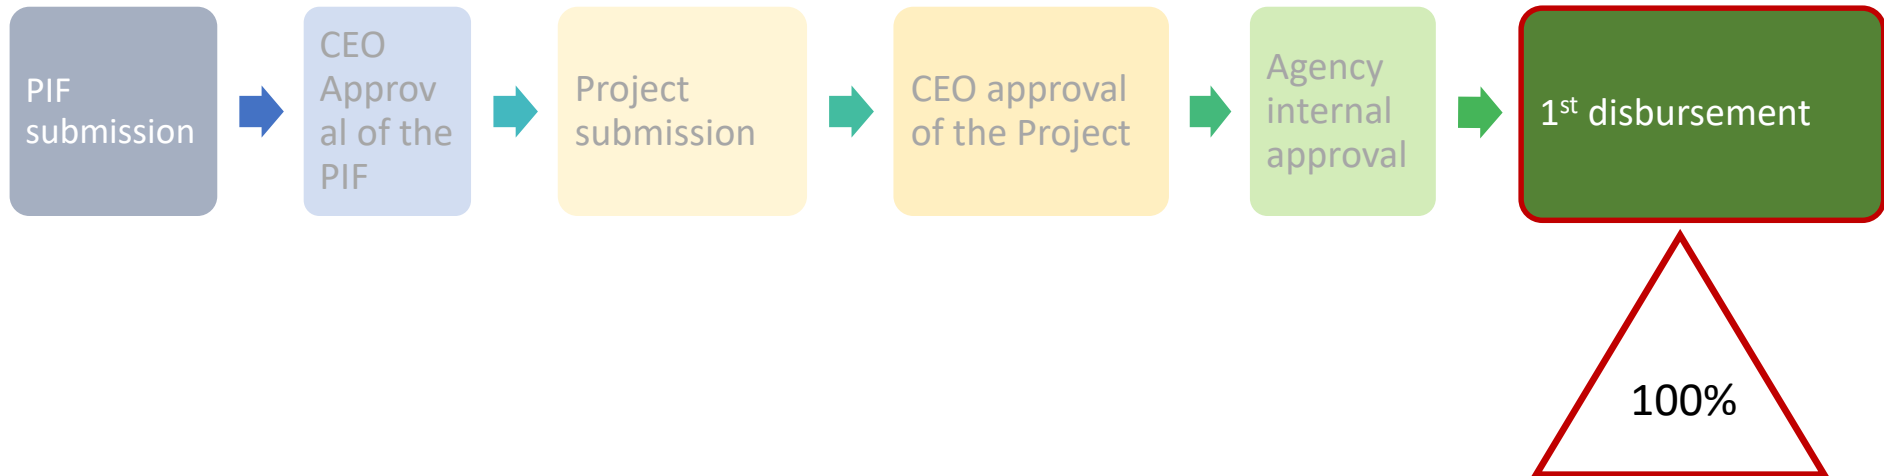 PIF
submission
CEO
Approv
al of the
PIF
Project
submission
CEO approval
of the Project
Agency
internal
approval
1st disbursement
100%